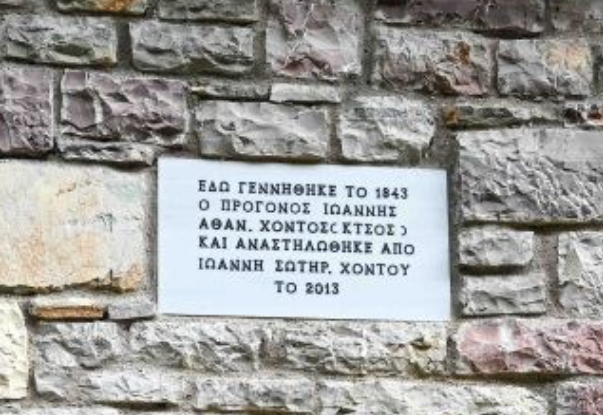 ΕΔΩ ΓΕΝΝΗΘΗΚΕ ΤΟ 1843
Ο ΠΡΟΓΟΝΟΣ ΙΩΑΝΝΗΣ
ΑΘΑΝ. ΧΟΝΤΟΣ(ΚΤΣΟΣ)
ΚΑΙ ΑΝΑΣΤΗΛΩΘΗΚΕ ΑΠΟ
ΙΩΑΝΝΗ ΣΩΤΗΡ. ΧΟΝΤΟΥ
ΤΟ 2013